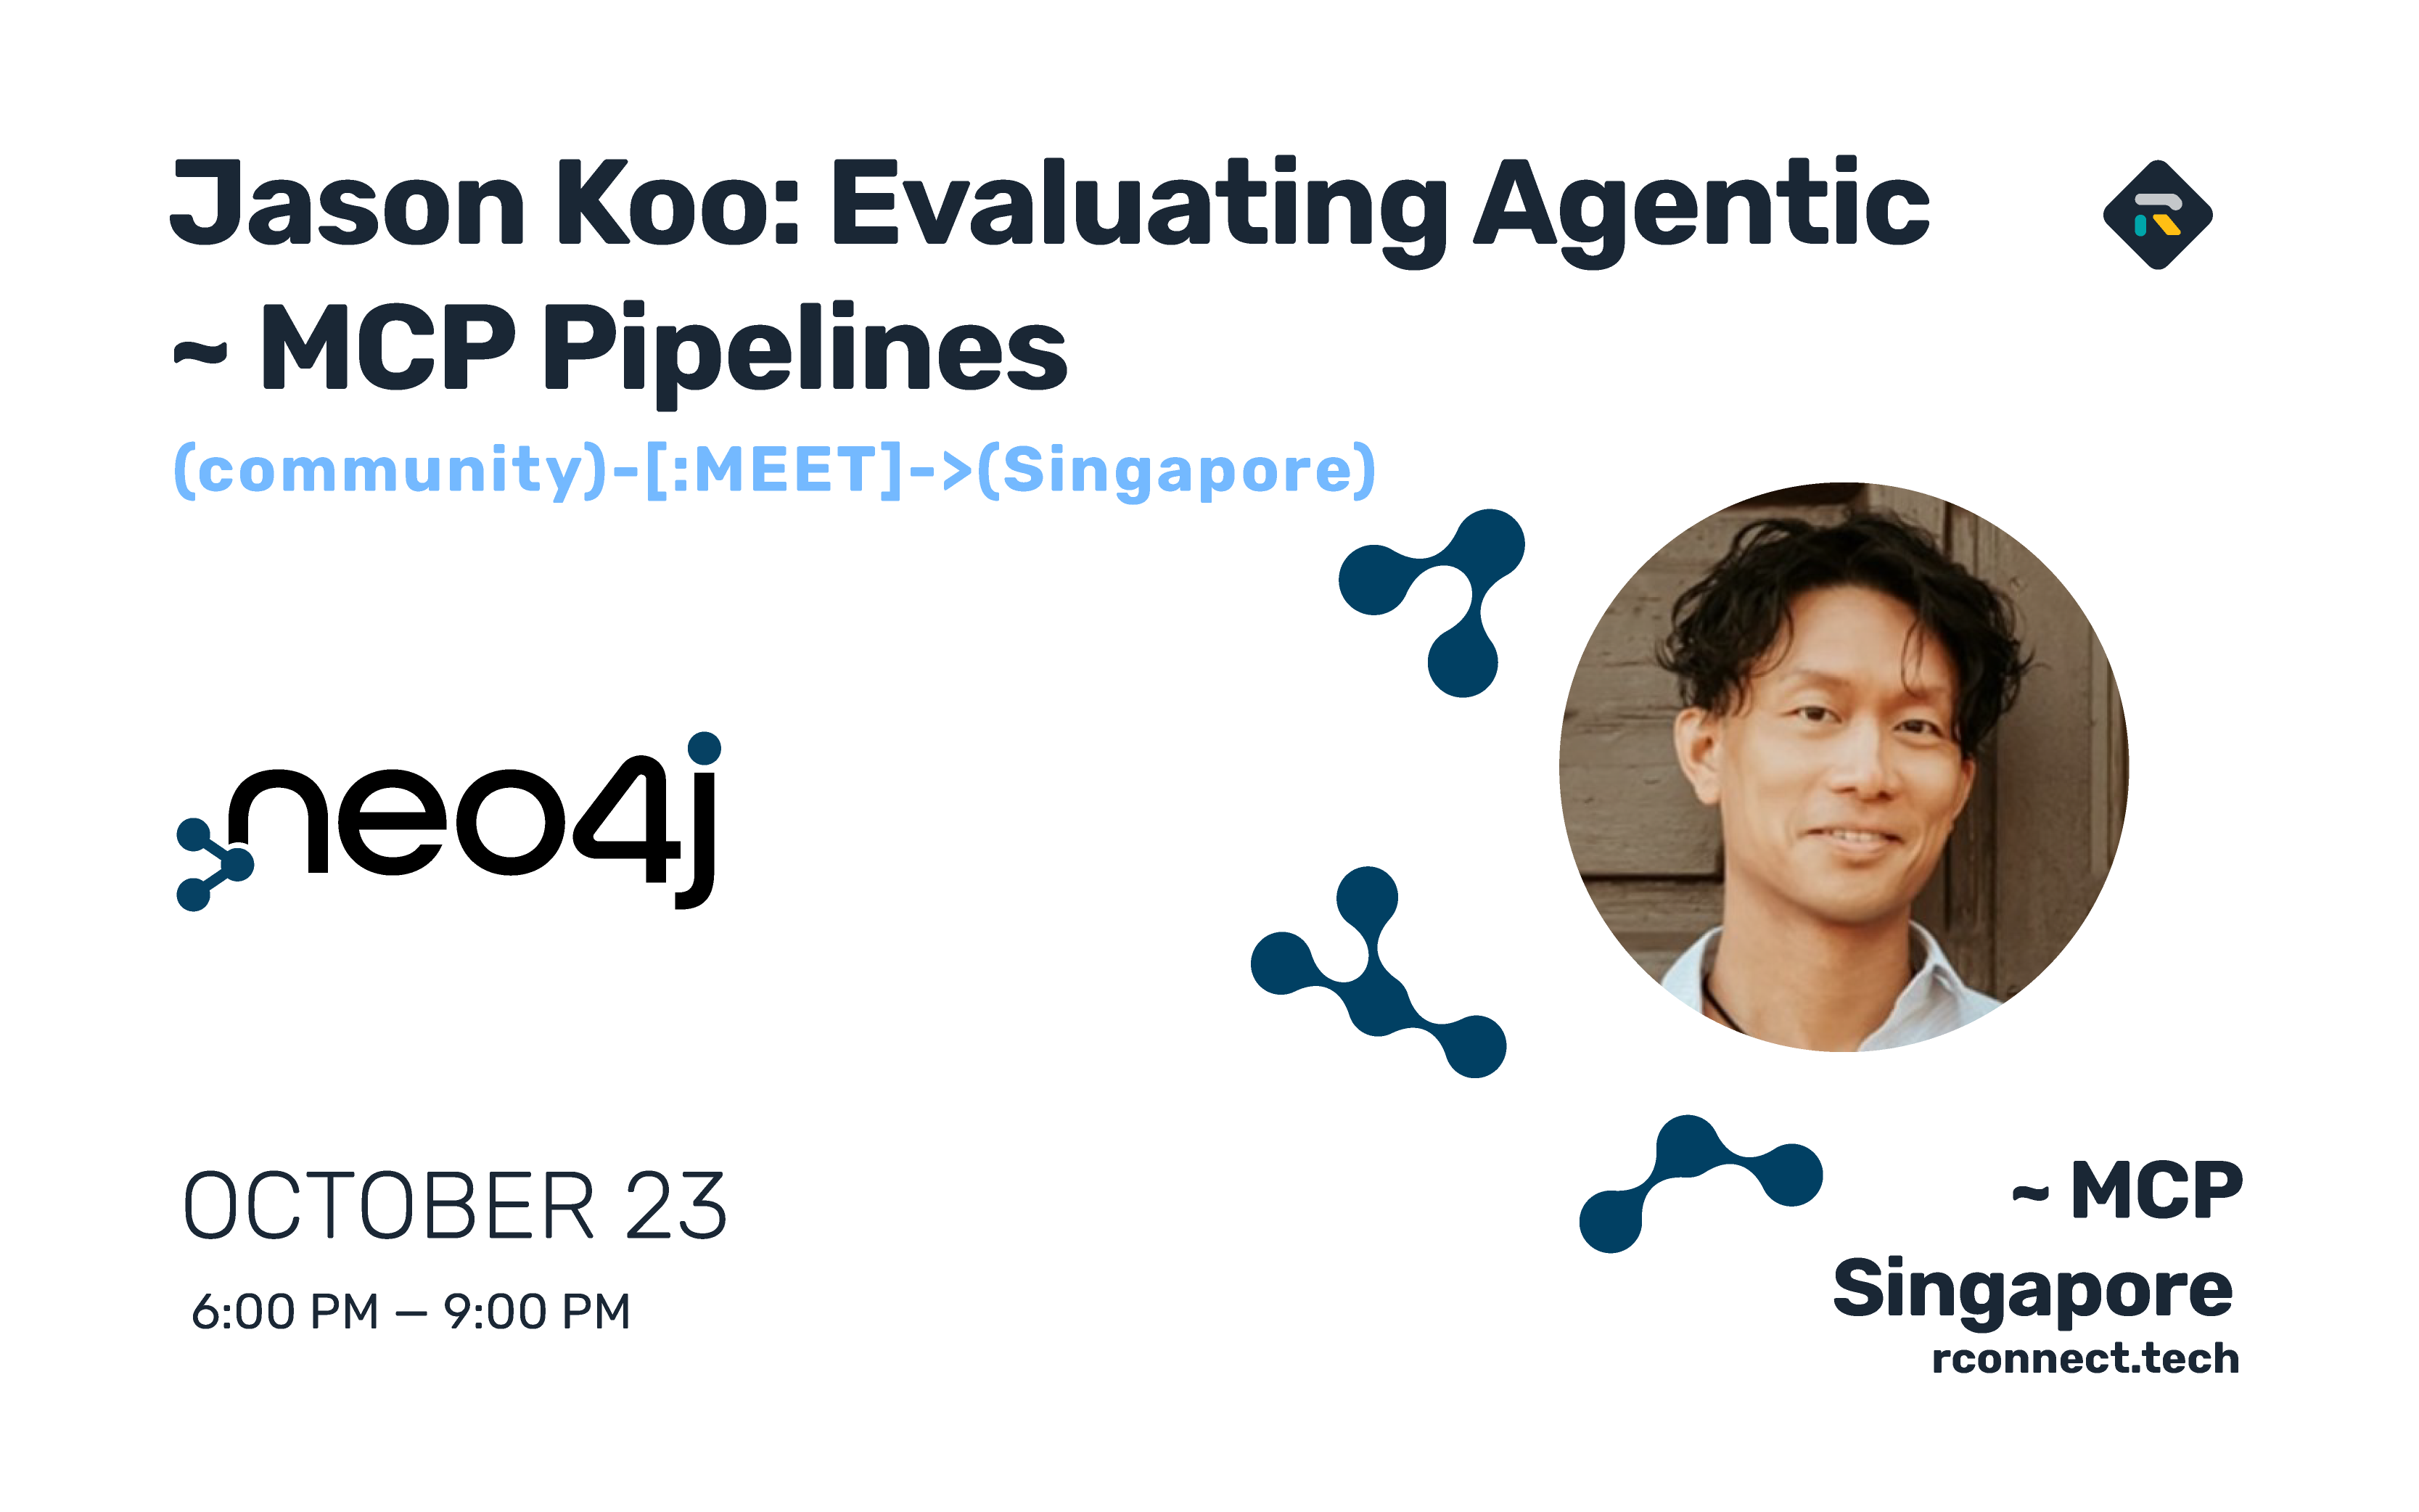 Jason Koo: Evaluating Agentic
~ MCP Pipelines
(community)-[:MEET]->(Singapore)
neo4j
OCTOBER 23
6:00 PM — 9:00 PM
~ MCP
Singapore
rconnect.tech